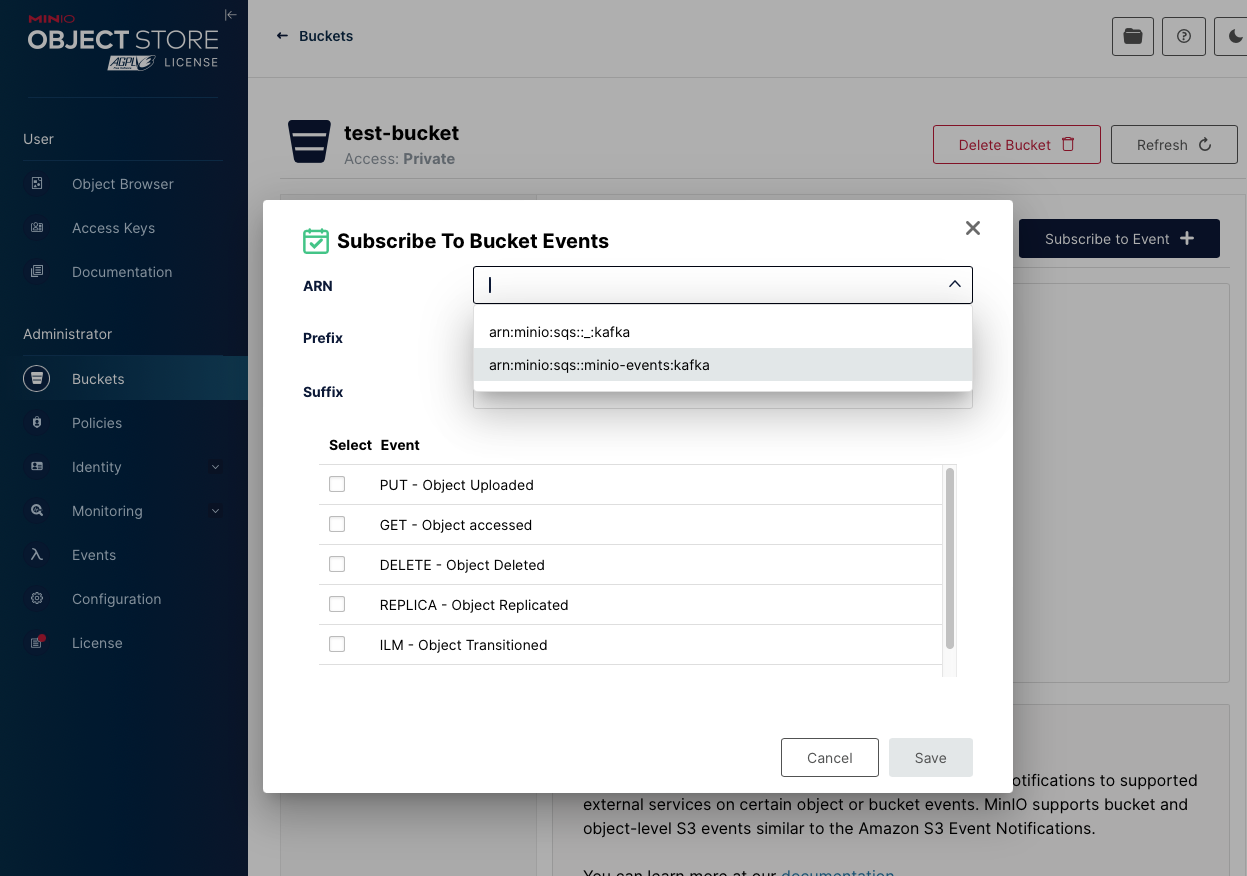 MINIO
OBJECT STORE
AGPL LICENSE
User
Object Browser
Access Keys
Documentation
Administrator
Buckets
Policies
Identity
Monitoring
Events
Configuration
License
Buckets
test-bucket
Access: Private
Delete Bucket
Refresh
Subscribe to Event
Subscribe To Bucket Events
ARN
arn:minio:sqs::_:kafka
arn:minio:sqs::minio-events:kafka
Prefix
Suffix
Select Event
PUT - Object Uploaded
GET - Object accessed
DELETE - Object Deleted
REPLICA - Object Replicated
ILM - Object Transitioned
Cancel
Save
otifications to supported
external services on certain object or bucket events. MinIO supports bucket and
object-level S3 events similar to the Amazon S3 Event Notifications.
You can learn more at our documentation